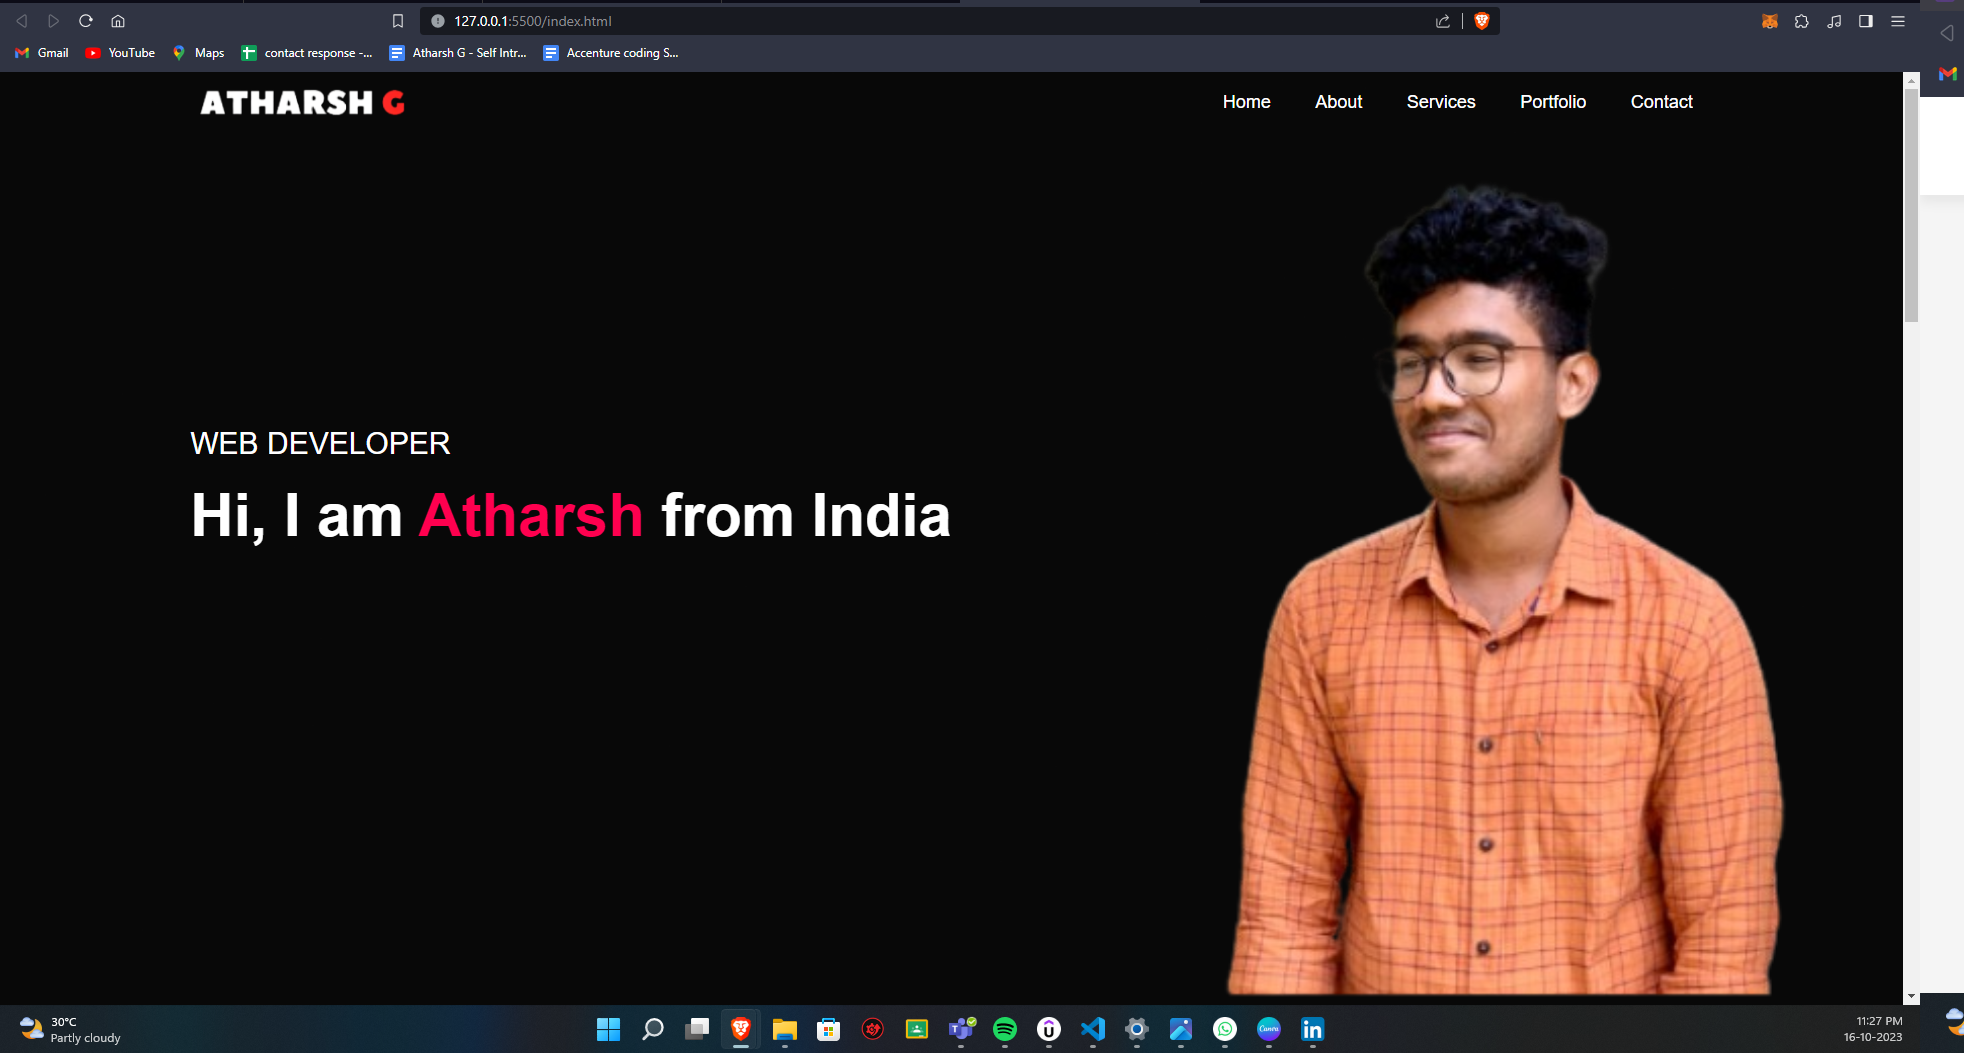 127.0.0.1:5500/index.html
Gmail YouTube Maps contact response -... Atharsh G - Self Intr... Accenture coding S...
ATHARSH G
Home About Services Portfolio Contact
WEB DEVELOPER
Hi, I am Atharsh from India
30°C
Partly cloudy
Canva
11:27 PM
16-10-2023